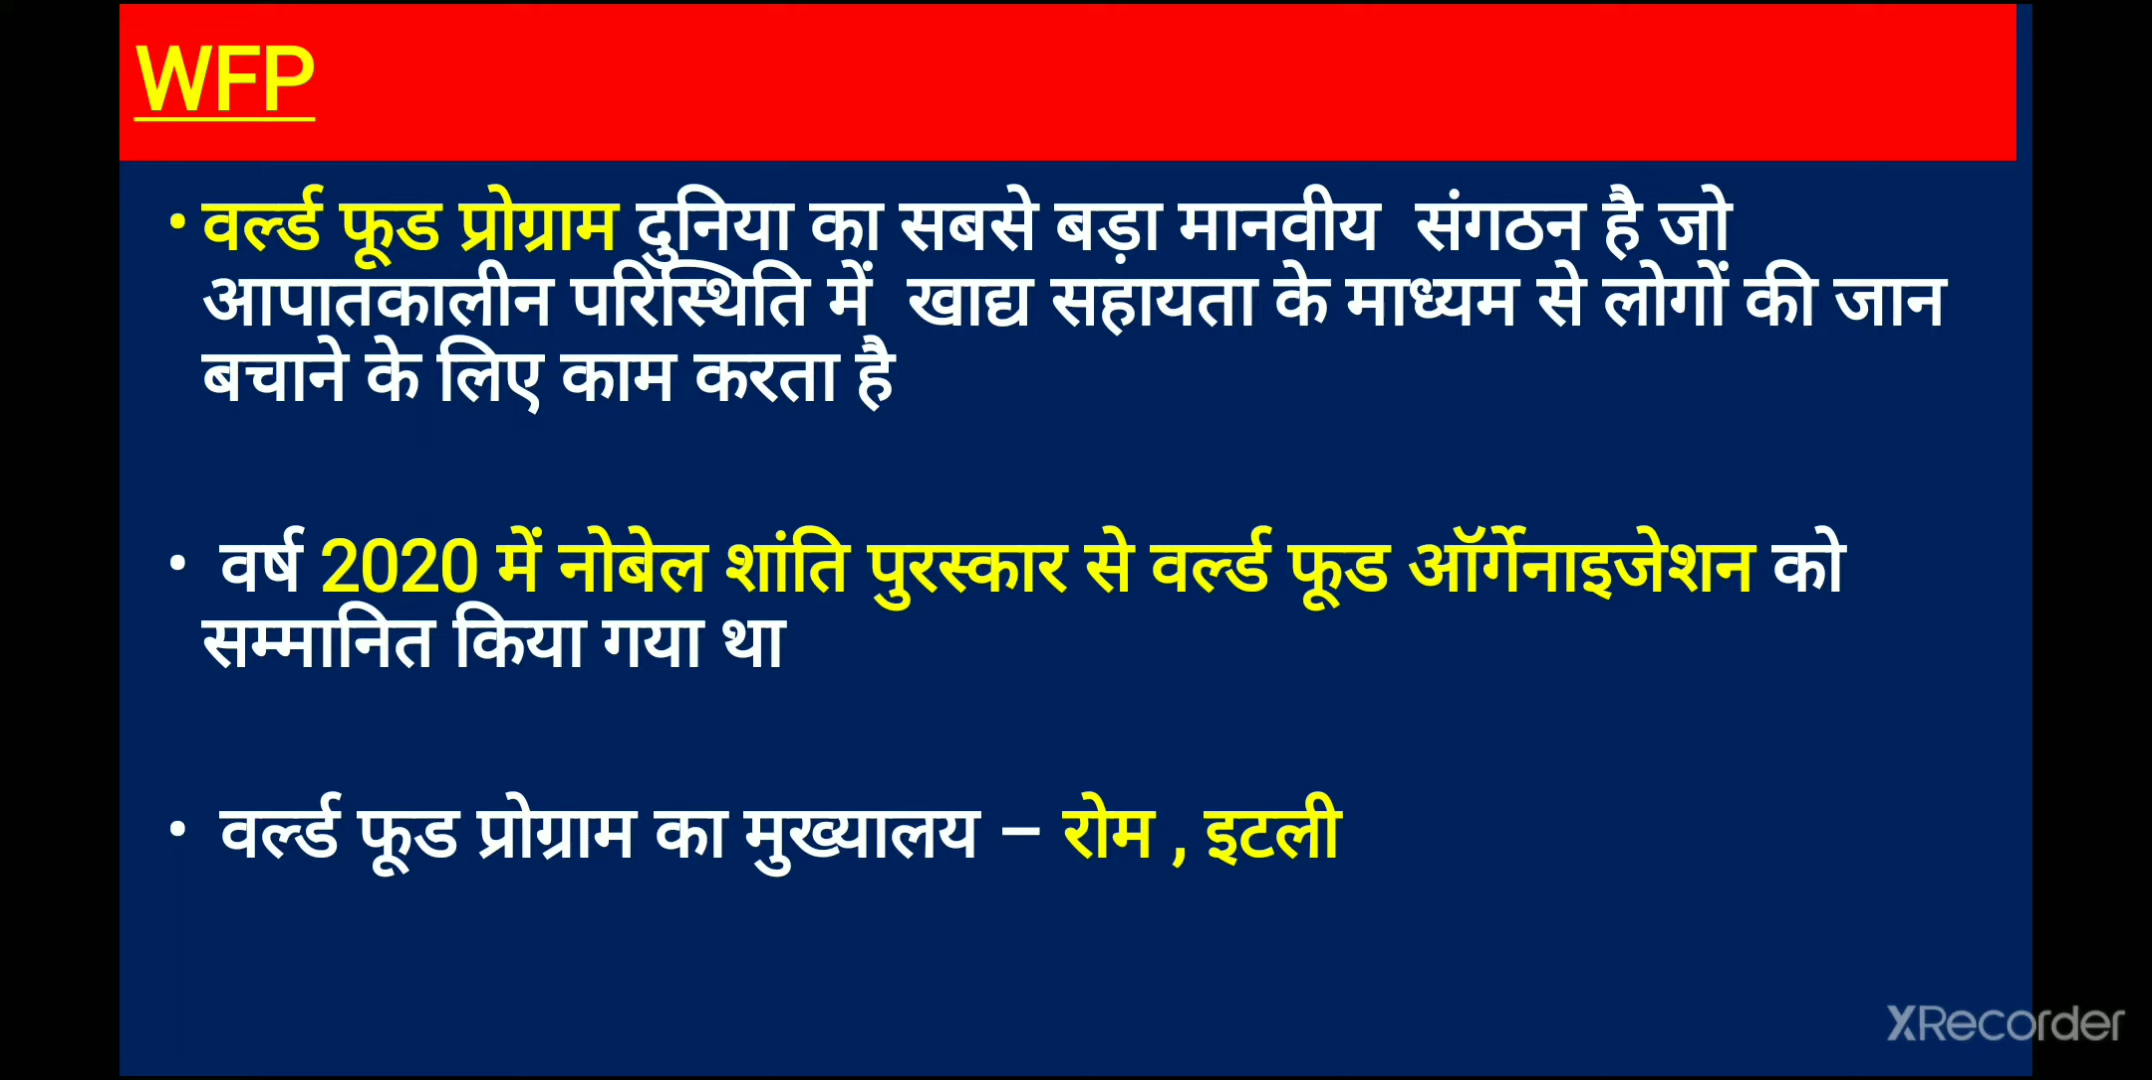 WFP
• वर्ल्ड फूड प्रोग्राम दुनिया का सबसे बड़ा मानवीय संगठन है जो
आपातकालीन परिस्थिति में खाद्य सहायता के माध्यम से लोगों की जान
बचाने के लिए काम करता है
• वर्ष 2020 में नोबेल शांति पुरस्कार से वर्ल्ड फूड ऑर्गेनाइजेशन को
सम्मानित किया गया था
• वर्ल्ड फूड प्रोग्राम का मुख्यालय – रोम , इटली
XRecorder